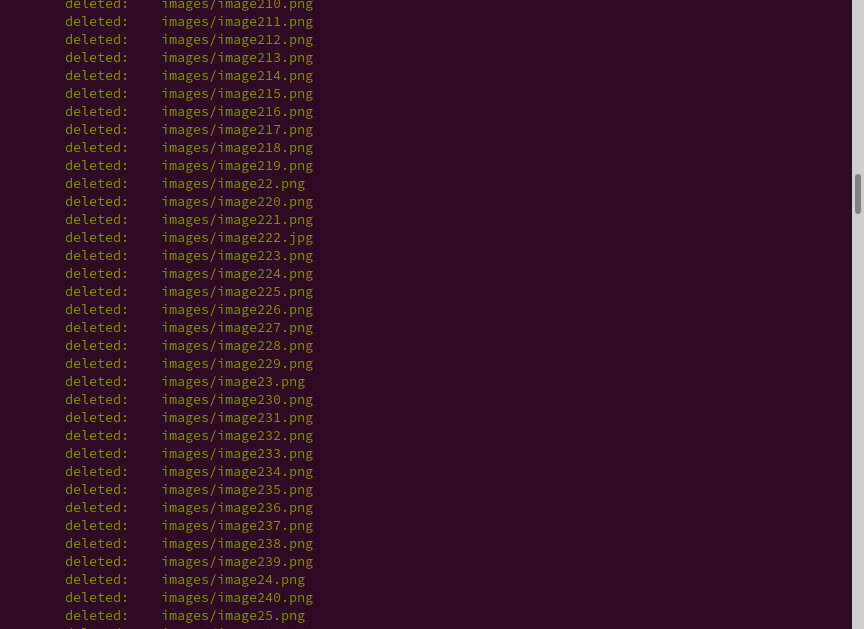 deleted:    images/image210.png
deleted:    images/image211.png
deleted:    images/image212.png
deleted:    images/image213.png
deleted:    images/image214.png
deleted:    images/image215.png
deleted:    images/image216.png
deleted:    images/image217.png
deleted:    images/image218.png
deleted:    images/image219.png
deleted:    images/image22.png
deleted:    images/image220.png
deleted:    images/image221.png
deleted:    images/image222.jpg
deleted:    images/image223.png
deleted:    images/image224.png
deleted:    images/image225.png
deleted:    images/image226.png
deleted:    images/image227.png
deleted:    images/image228.png
deleted:    images/image229.png
deleted:    images/image23.png
deleted:    images/image230.png
deleted:    images/image231.png
deleted:    images/image232.png
deleted:    images/image233.png
deleted:    images/image234.png
deleted:    images/image235.png
deleted:    images/image236.png
deleted:    images/image237.png
deleted:    images/image238.png
deleted:    images/image239.png
deleted:    images/image24.png
deleted:    images/image240.png
deleted:    images/image25.png